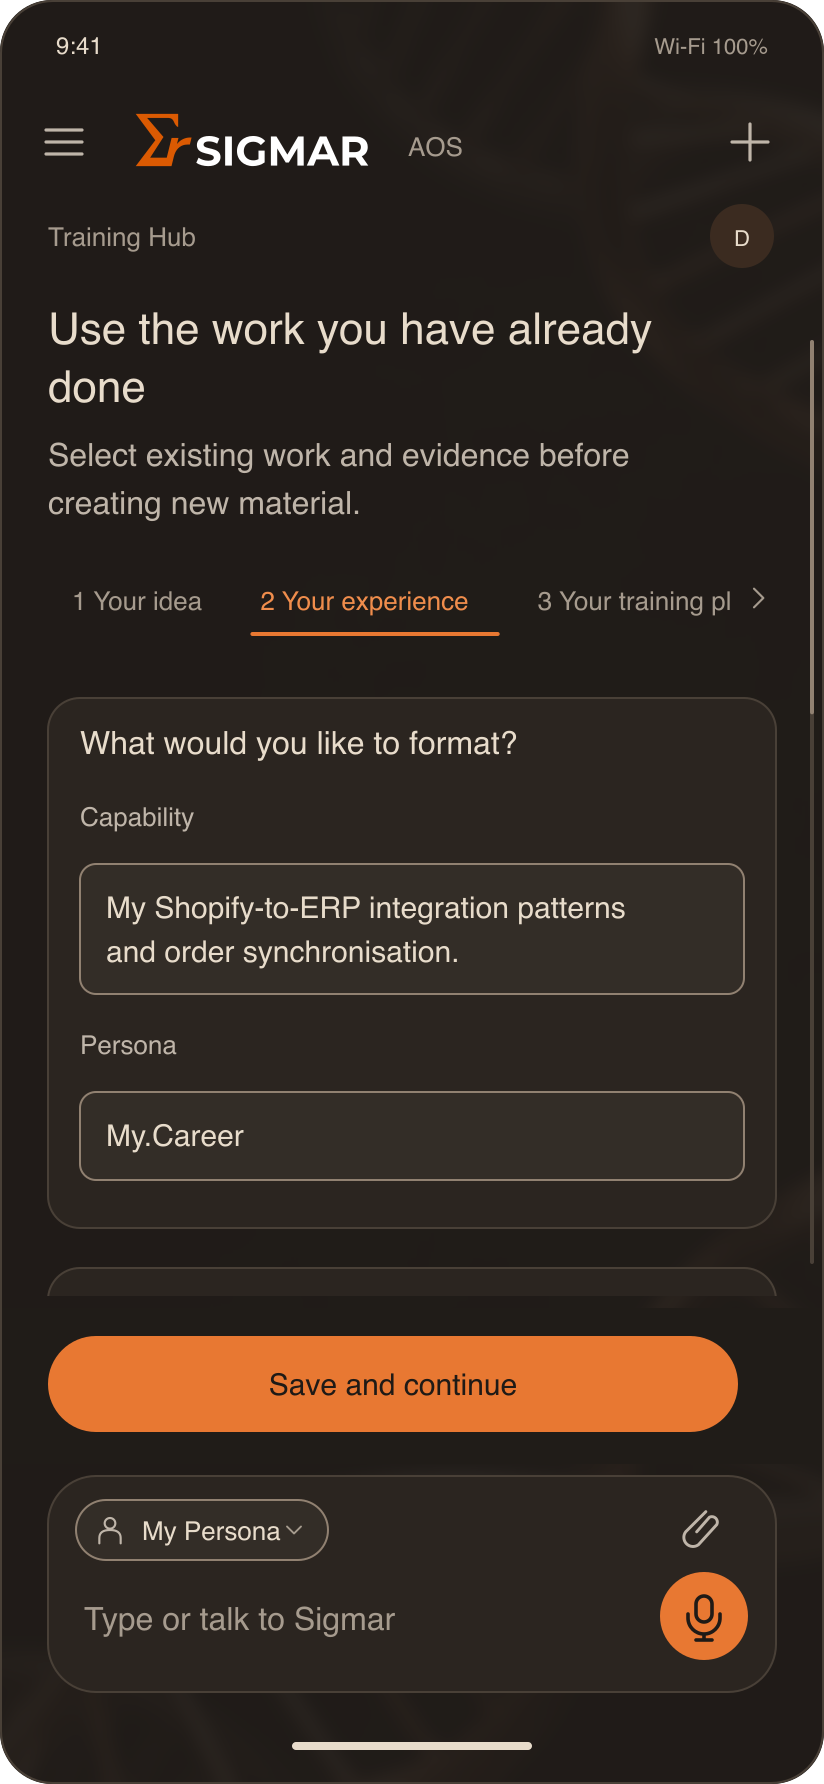 9:41
Wi-Fi 100%
Σr SIGMAR
AOS
Training Hub
D
Use the work you have already
done
Select existing work and evidence before
creating new material.
1 Your idea
2 Your experience
3 Your training pl
What would you like to format?
Capability
My Shopify-to-ERP integration patterns
and order synchronisation.
Persona
My.Career
Save and continue
My Persona
Type or talk to Sigmar